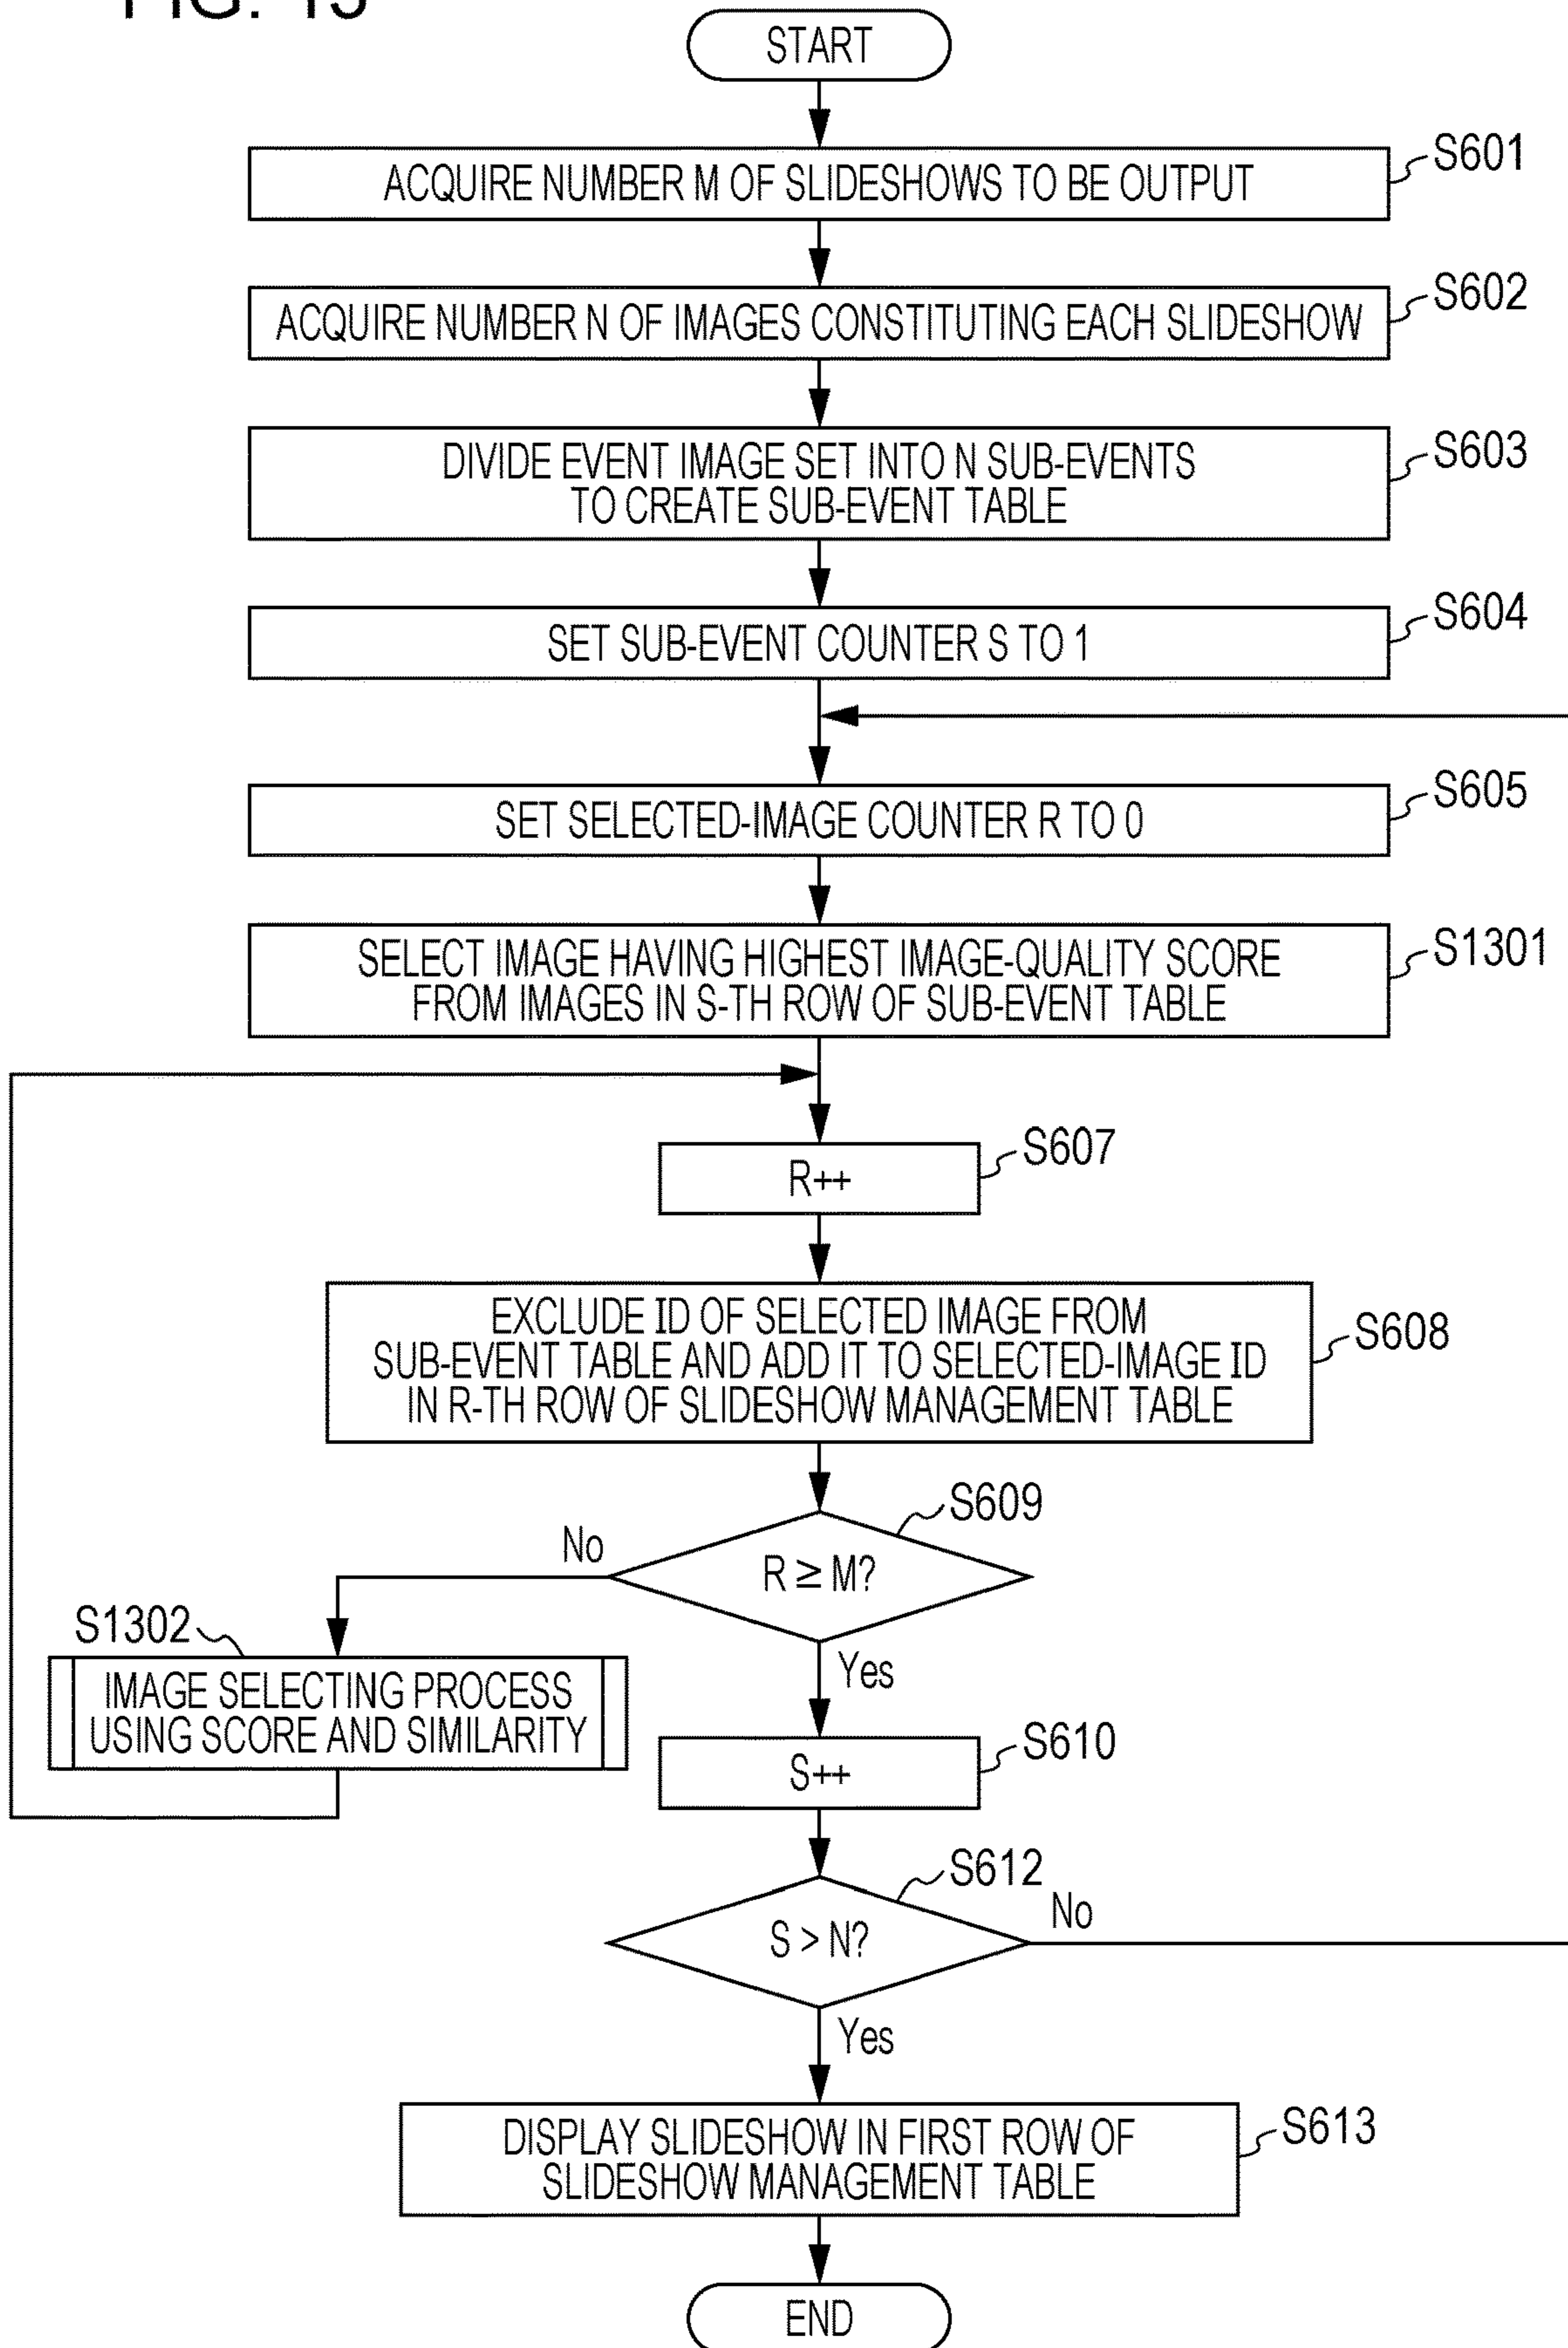 FIG. 13
START
ACQUIRE NUMBER M OF SLIDESHOWS TO BE OUTPUT
S601
ACQUIRE NUMBER N OF IMAGES CONSTITUTING EACH SLIDESHOW
S602
DIVIDE EVENT IMAGE SET INTO N SUB-EVENTS
TO CREATE SUB-EVENT TABLE
S603
SET SUB-EVENT COUNTER S TO 1
S604
SET SELECTED-IMAGE COUNTER R TO 0
S605
SELECT IMAGE HAVING HIGHEST IMAGE-QUALITY SCORE
FROM IMAGES IN S-TH ROW OF SUB-EVENT TABLE
S1301
R++
S607
EXCLUDE ID OF SELECTED IMAGE FROM
SUB-EVENT TABLE AND ADD IT TO SELECTED-IMAGE ID
IN R-TH ROW OF SLIDESHOW MANAGEMENT TABLE
S608
S609
R ≥ M?
No
Yes
S1302
IMAGE SELECTING PROCESS
USING SCORE AND SIMILARITY
S++
S610
S612
S > N?
No
Yes
DISPLAY SLIDESHOW IN FIRST ROW OF
SLIDESHOW MANAGEMENT TABLE
S613
END